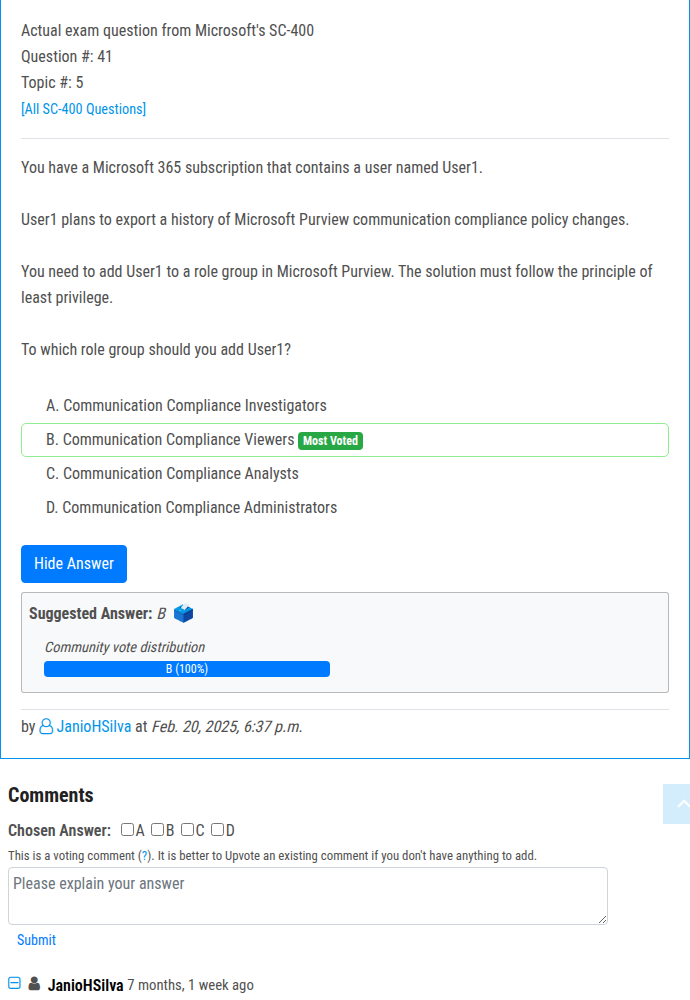 Actual exam question from Microsoft's SC-400
Question #: 41
Topic #: 5
[All SC-400 Questions]
You have a Microsoft 365 subscription that contains a user named User1.
User1 plans to export a history of Microsoft Purview communication compliance policy changes.
You need to add User1 to a role group in Microsoft Purview. The solution must follow the principle of
least privilege.
To which role group should you add User1?
A. Communication Compliance Investigators
B. Communication Compliance Viewers Most Voted
C. Communication Compliance Analysts
D. Communication Compliance Administrators
Hide Answer
Suggested Answer: B
Community vote distribution
B (100%)
by JanioHSilva at Feb. 20, 2025, 6:37 p.m.
Comments
Chosen Answer: A B C D
This is a voting comment (?). It is better to Upvote an existing comment if you don't have anything to add.
Please explain your answer
Submit
JanioHSilva 7 months, 1 week ago